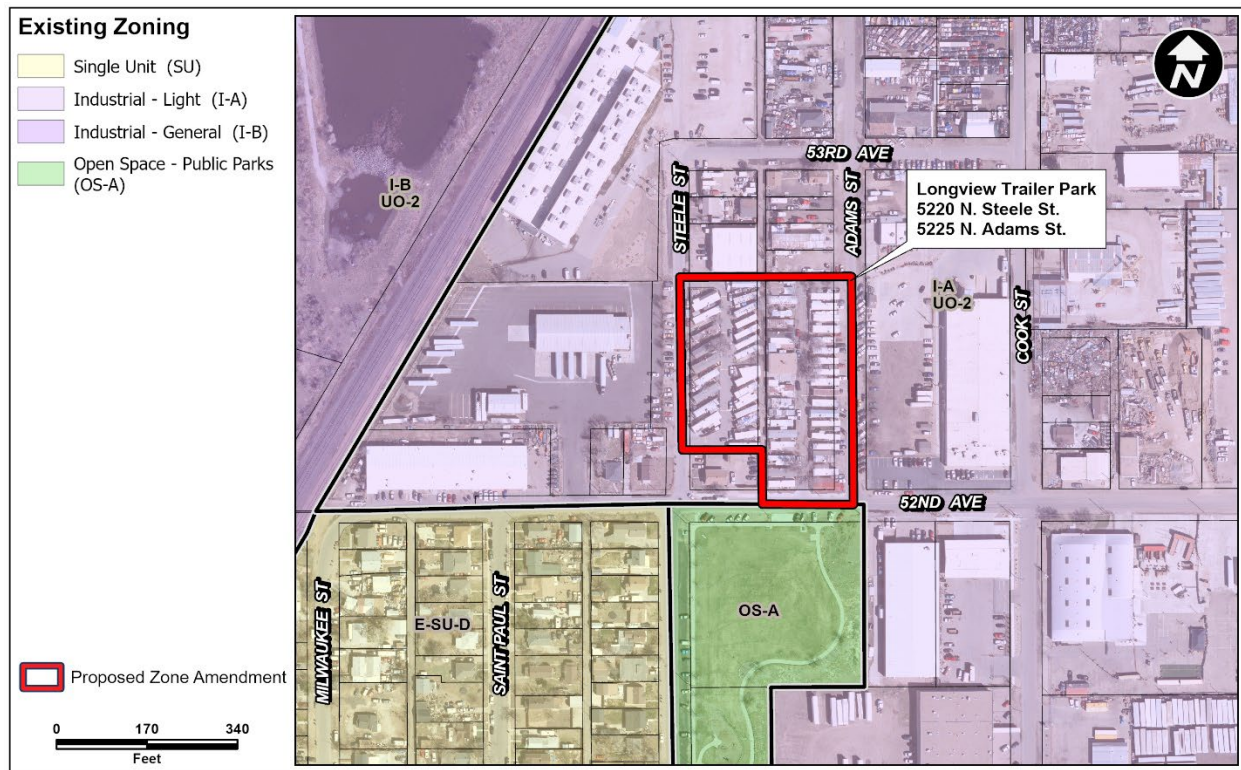 Existing Zoning
Single Unit (SU)
Industrial - Light (I-A)
Industrial - General (I-B)
Open Space - Public Parks
(OS-A)
N
53RD AVE
I-B
UO-2
STEELE ST
ADAMS ST
Longview Trailer Park
5220 N. Steele St.
5225 N. Adams St.
I-A
UO-2
COOK ST
52ND AVE
MILWAUKEE ST
E-SU-D
SAINT PAUL ST
OS-A
Proposed Zone Amendment
0 170 340
Feet